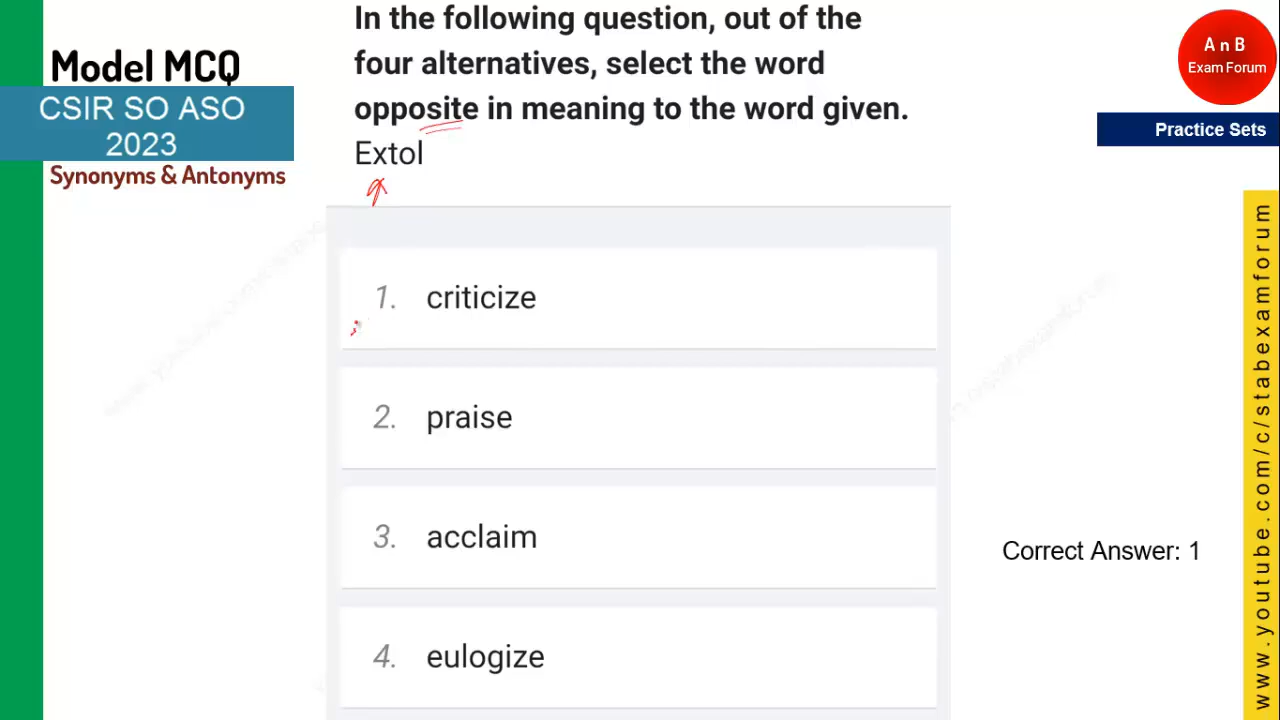 In the following question, out of the
four alternatives, select the word
opposite in meaning to the word given.
Extol
Model MCQ
CSIR SO ASO
2023
Synonyms & Antonyms
A n B
Exam Forum
Practice Sets
1. criticize
2. praise
3. acclaim
4. eulogize
Correct Answer: 1
www.youtube.com/c/stabexamforum